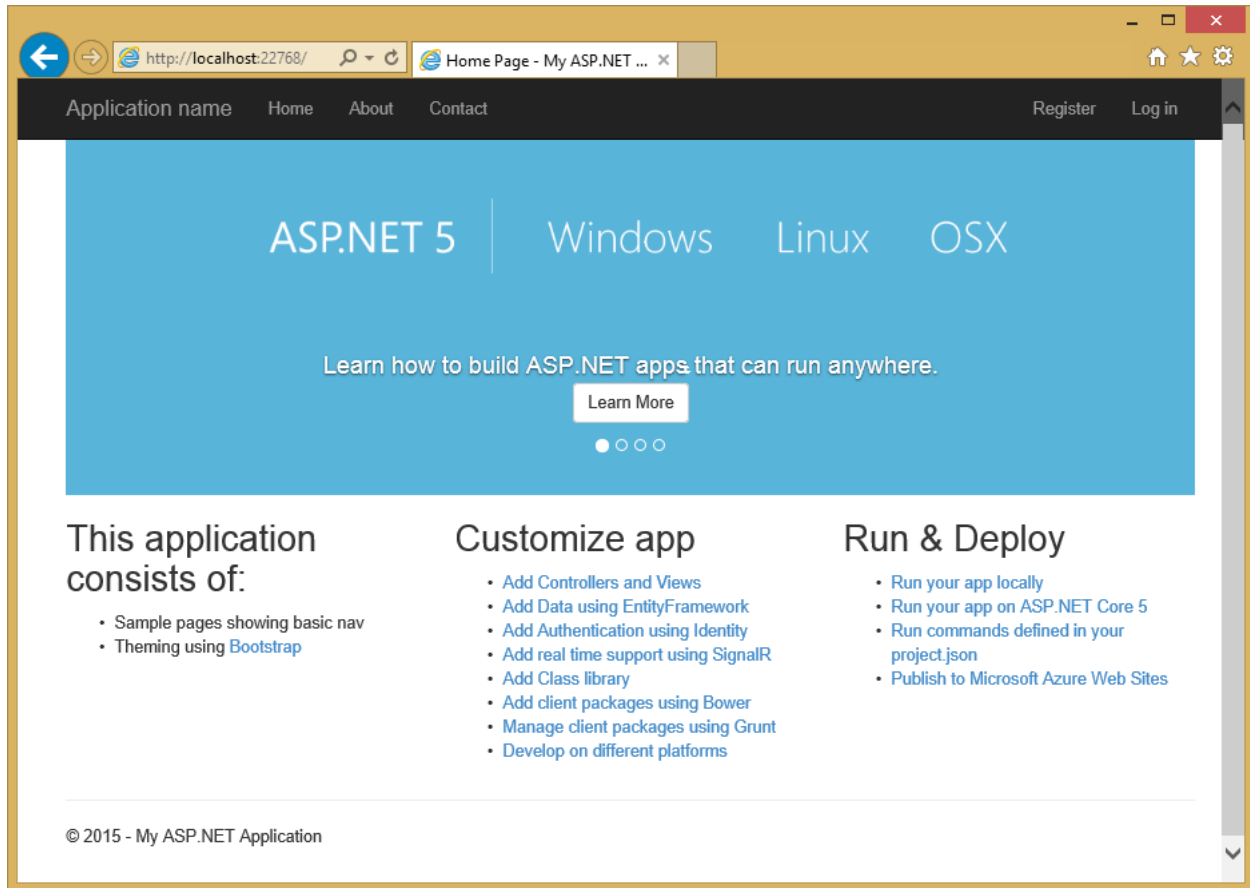 http://localhost:22768/
Home Page - My ASP.NET ...
Application name Home About Contact Register Log in
ASP.NET 5 Windows Linux OSX
Learn how to build ASP.NET apps that can run anywhere.
Learn More
This application
consists of:
Sample pages showing basic nav
Theming using Bootstrap
Customize app
Add Controllers and Views
Add Data using EntityFramework
Add Authentication using Identity
Add real time support using SignalR
Add Class library
Add client packages using Bower
Manage client packages using Grunt
Develop on different platforms
Run & Deploy
Run your app locally
Run your app on ASP.NET Core 5
Run commands defined in your
project.json
Publish to Microsoft Azure Web Sites
© 2015 - My ASP.NET Application